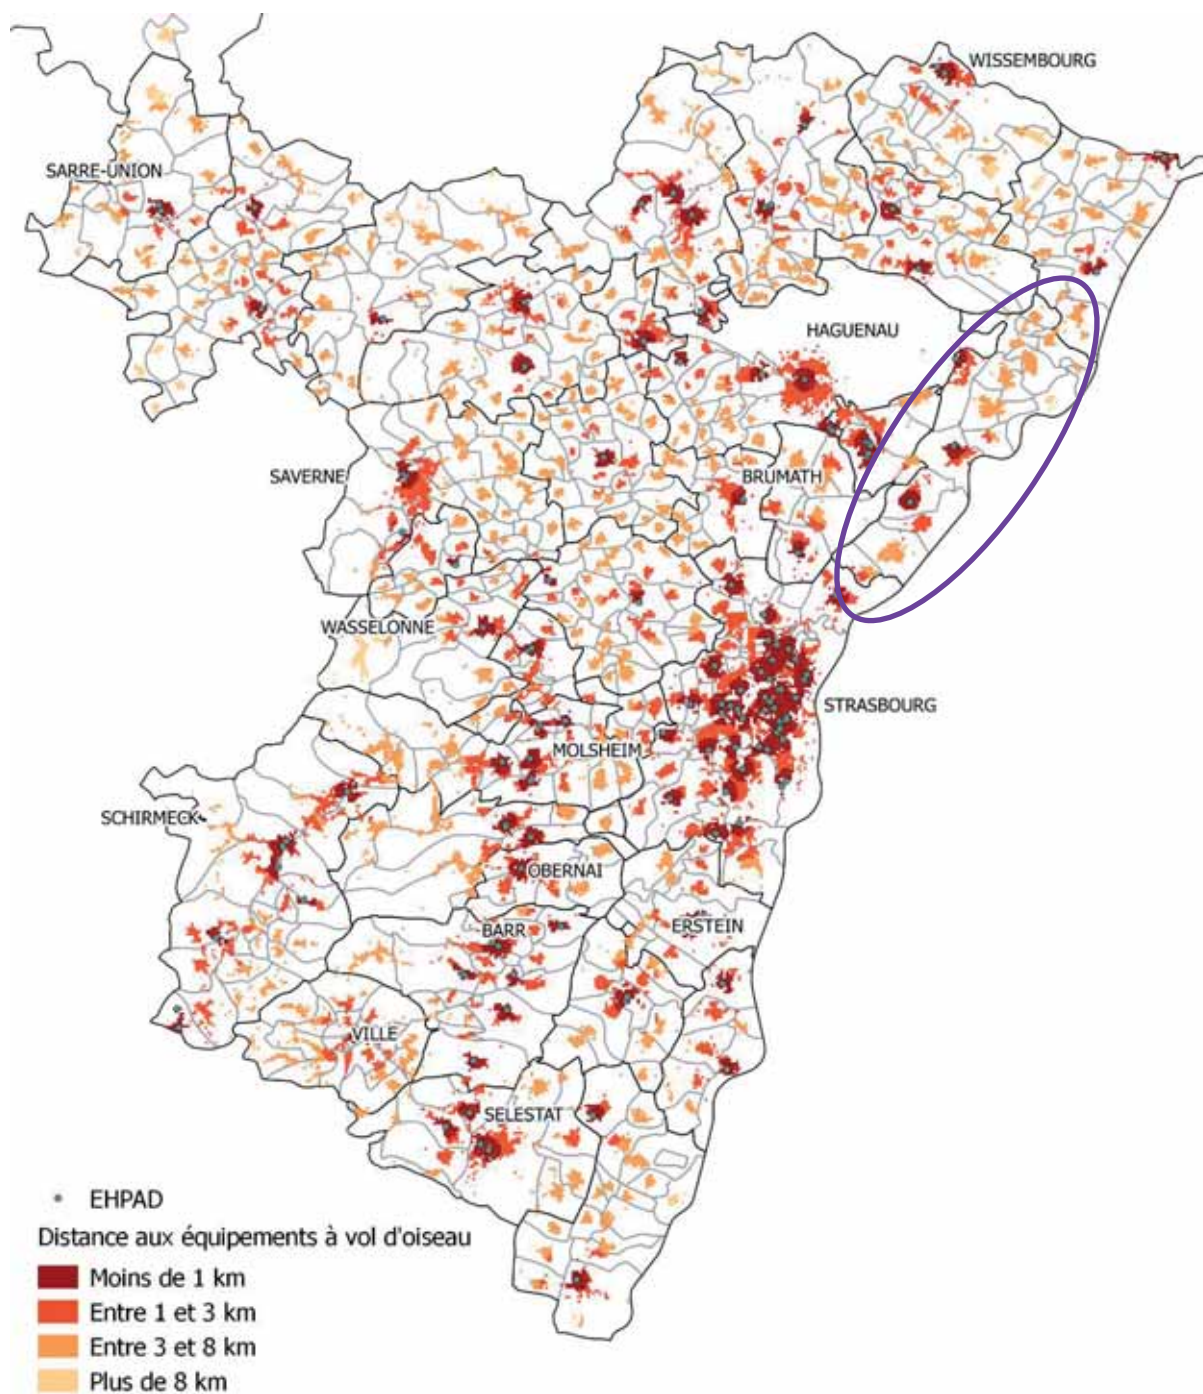 WISSEMBOURG
SARRE-UNION
HAGUENAU
SAVERNE
BRUMATH
WASSELONNE
STRASBOURG
MOLSHEIM
SCHIRMECK
OBERNAI
BARR
ERSTEIN
VILLE
SELESTAT
EHPAD
Distance aux équipements à vol d'oiseau
Moins de 1 km
Entre 1 et 3 km
Entre 3 et 8 km
Plus de 8 km